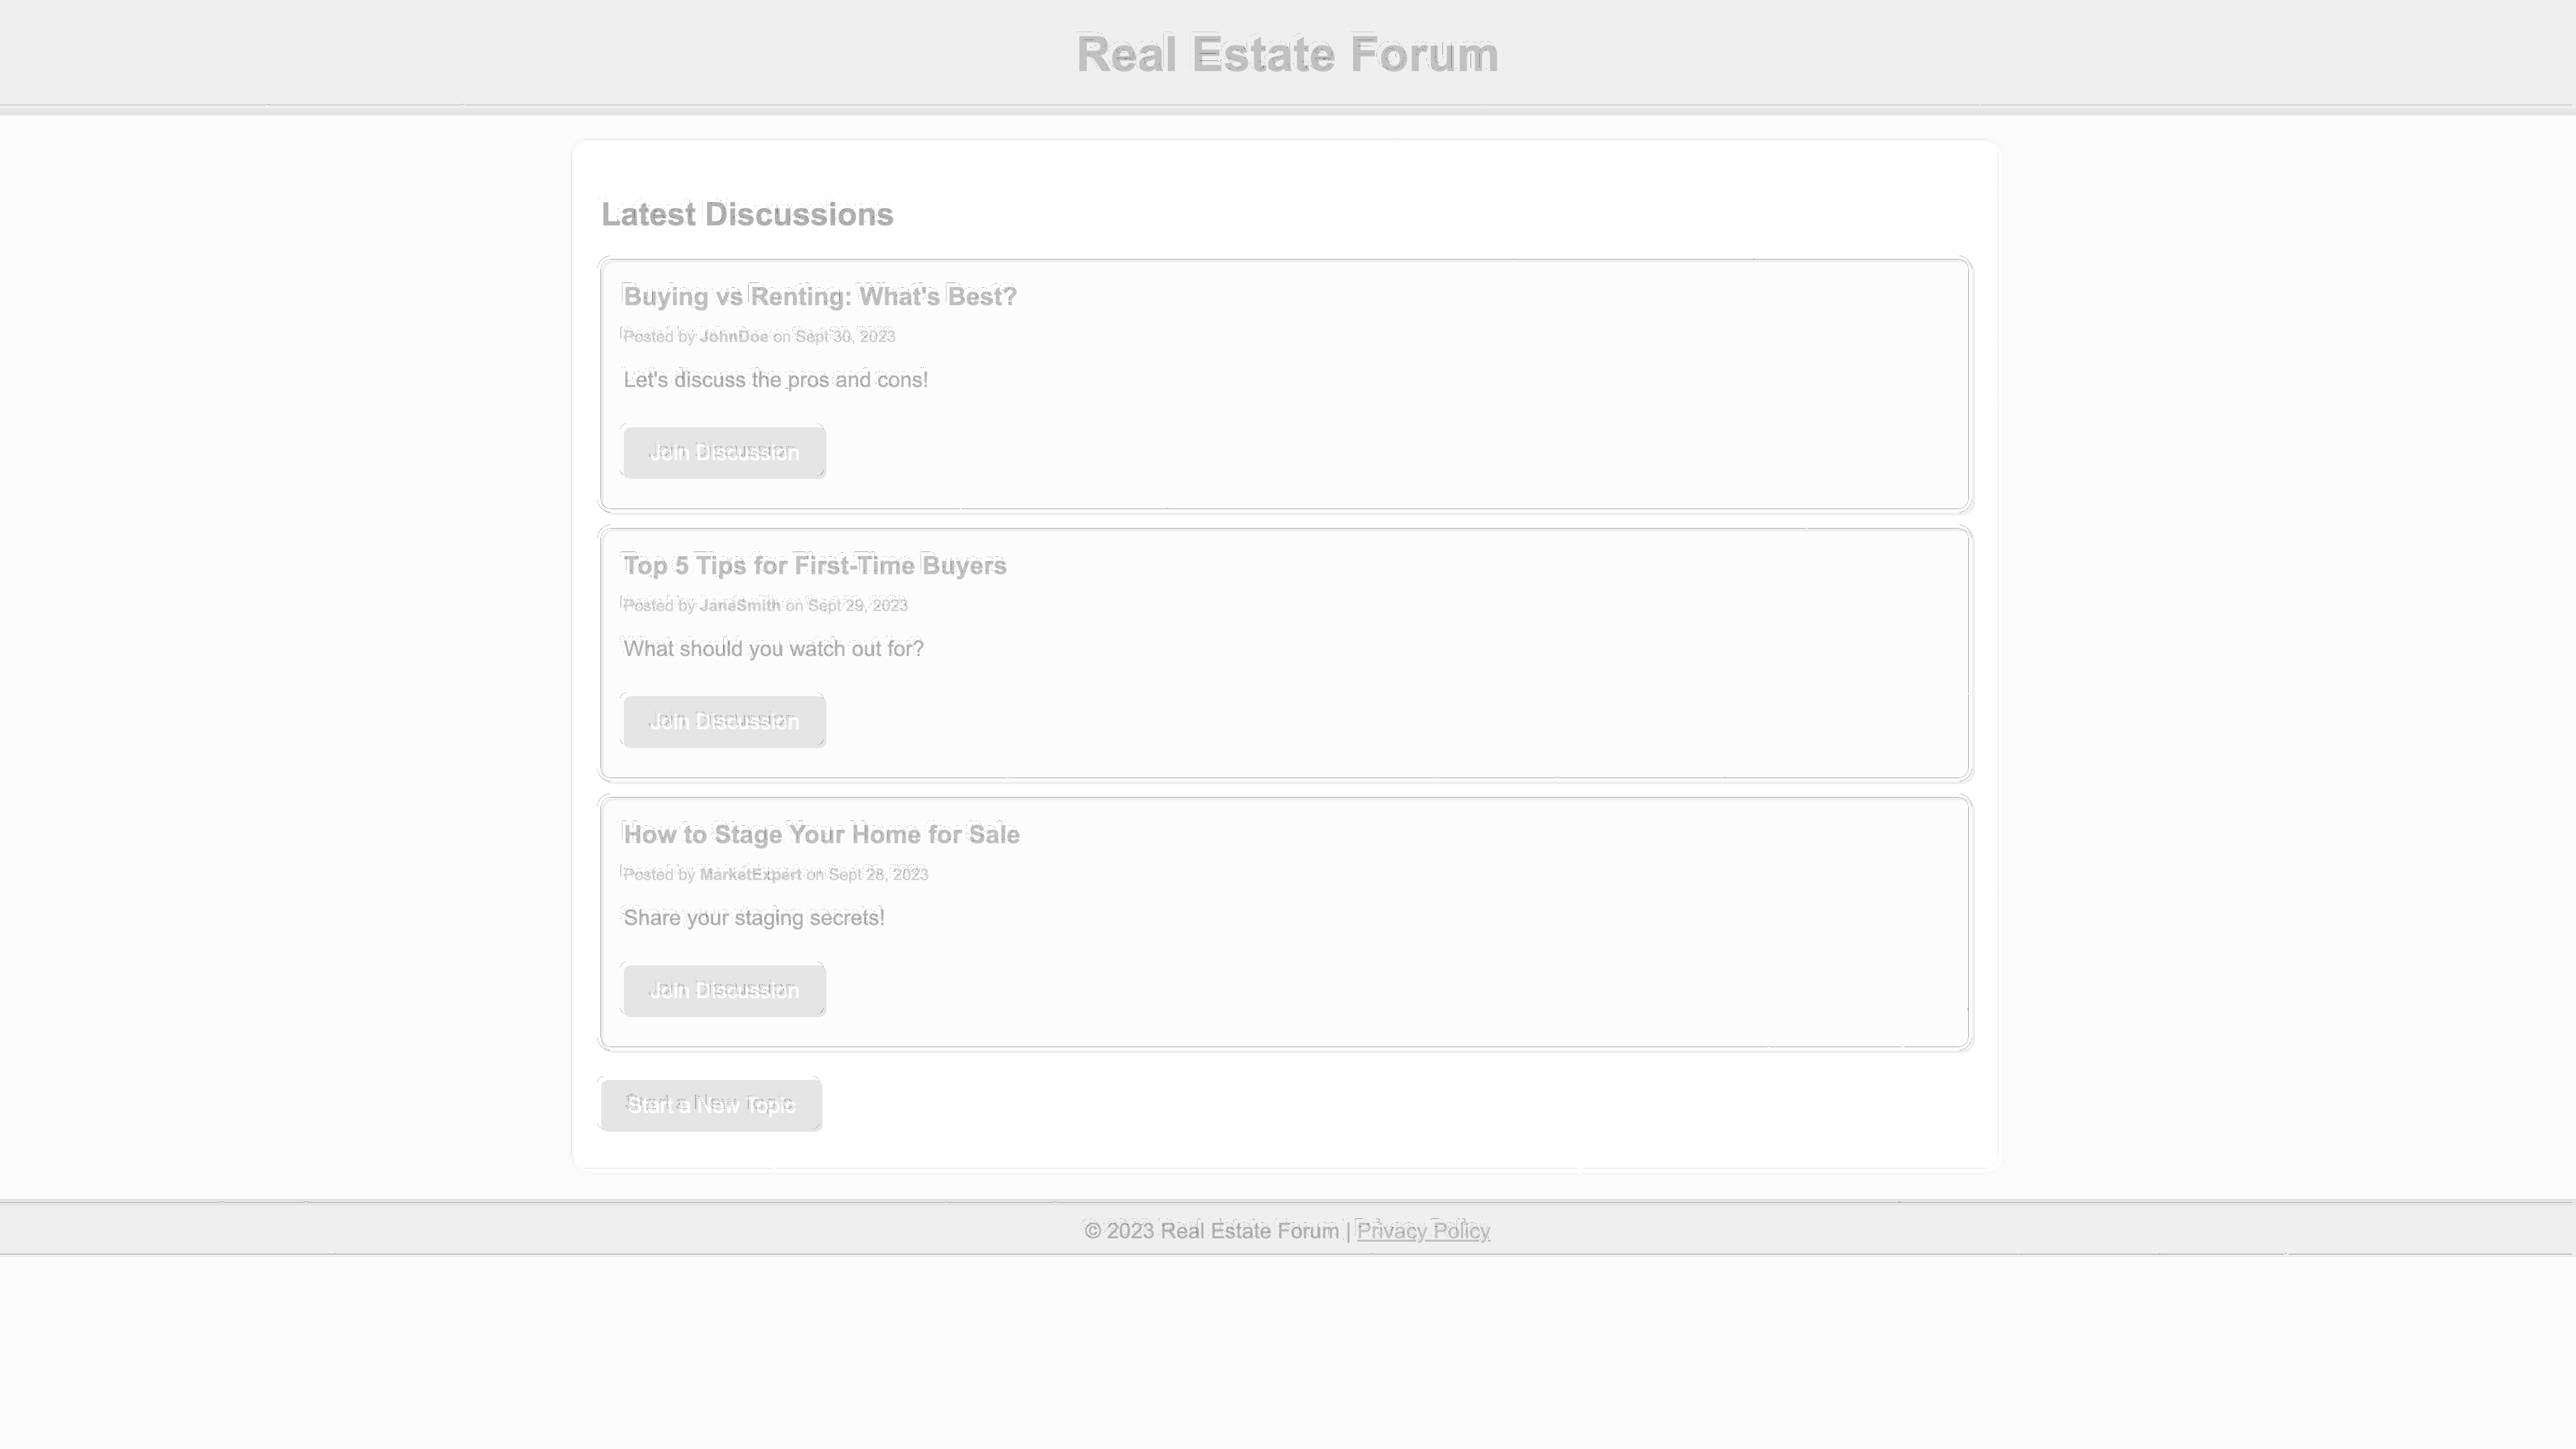 Real Estate Forum
Latest Discussions
Buying vs Renting: What's Best?
Posted by JohnDoe on Sept 30, 2023
Let's discuss the pros and cons!
Join Discussion
Top 5 Tips for First-Time Buyers
Posted by JaneSmith on Sept 29, 2023
What should you watch out for?
Join Discussion
How to Stage Your Home for Sale
Posted by MarketExpert on Sept 28, 2023
Share your staging secrets!
Join Discussion
Start a New Topic
© 2023 Real Estate Forum | Privacy Policy